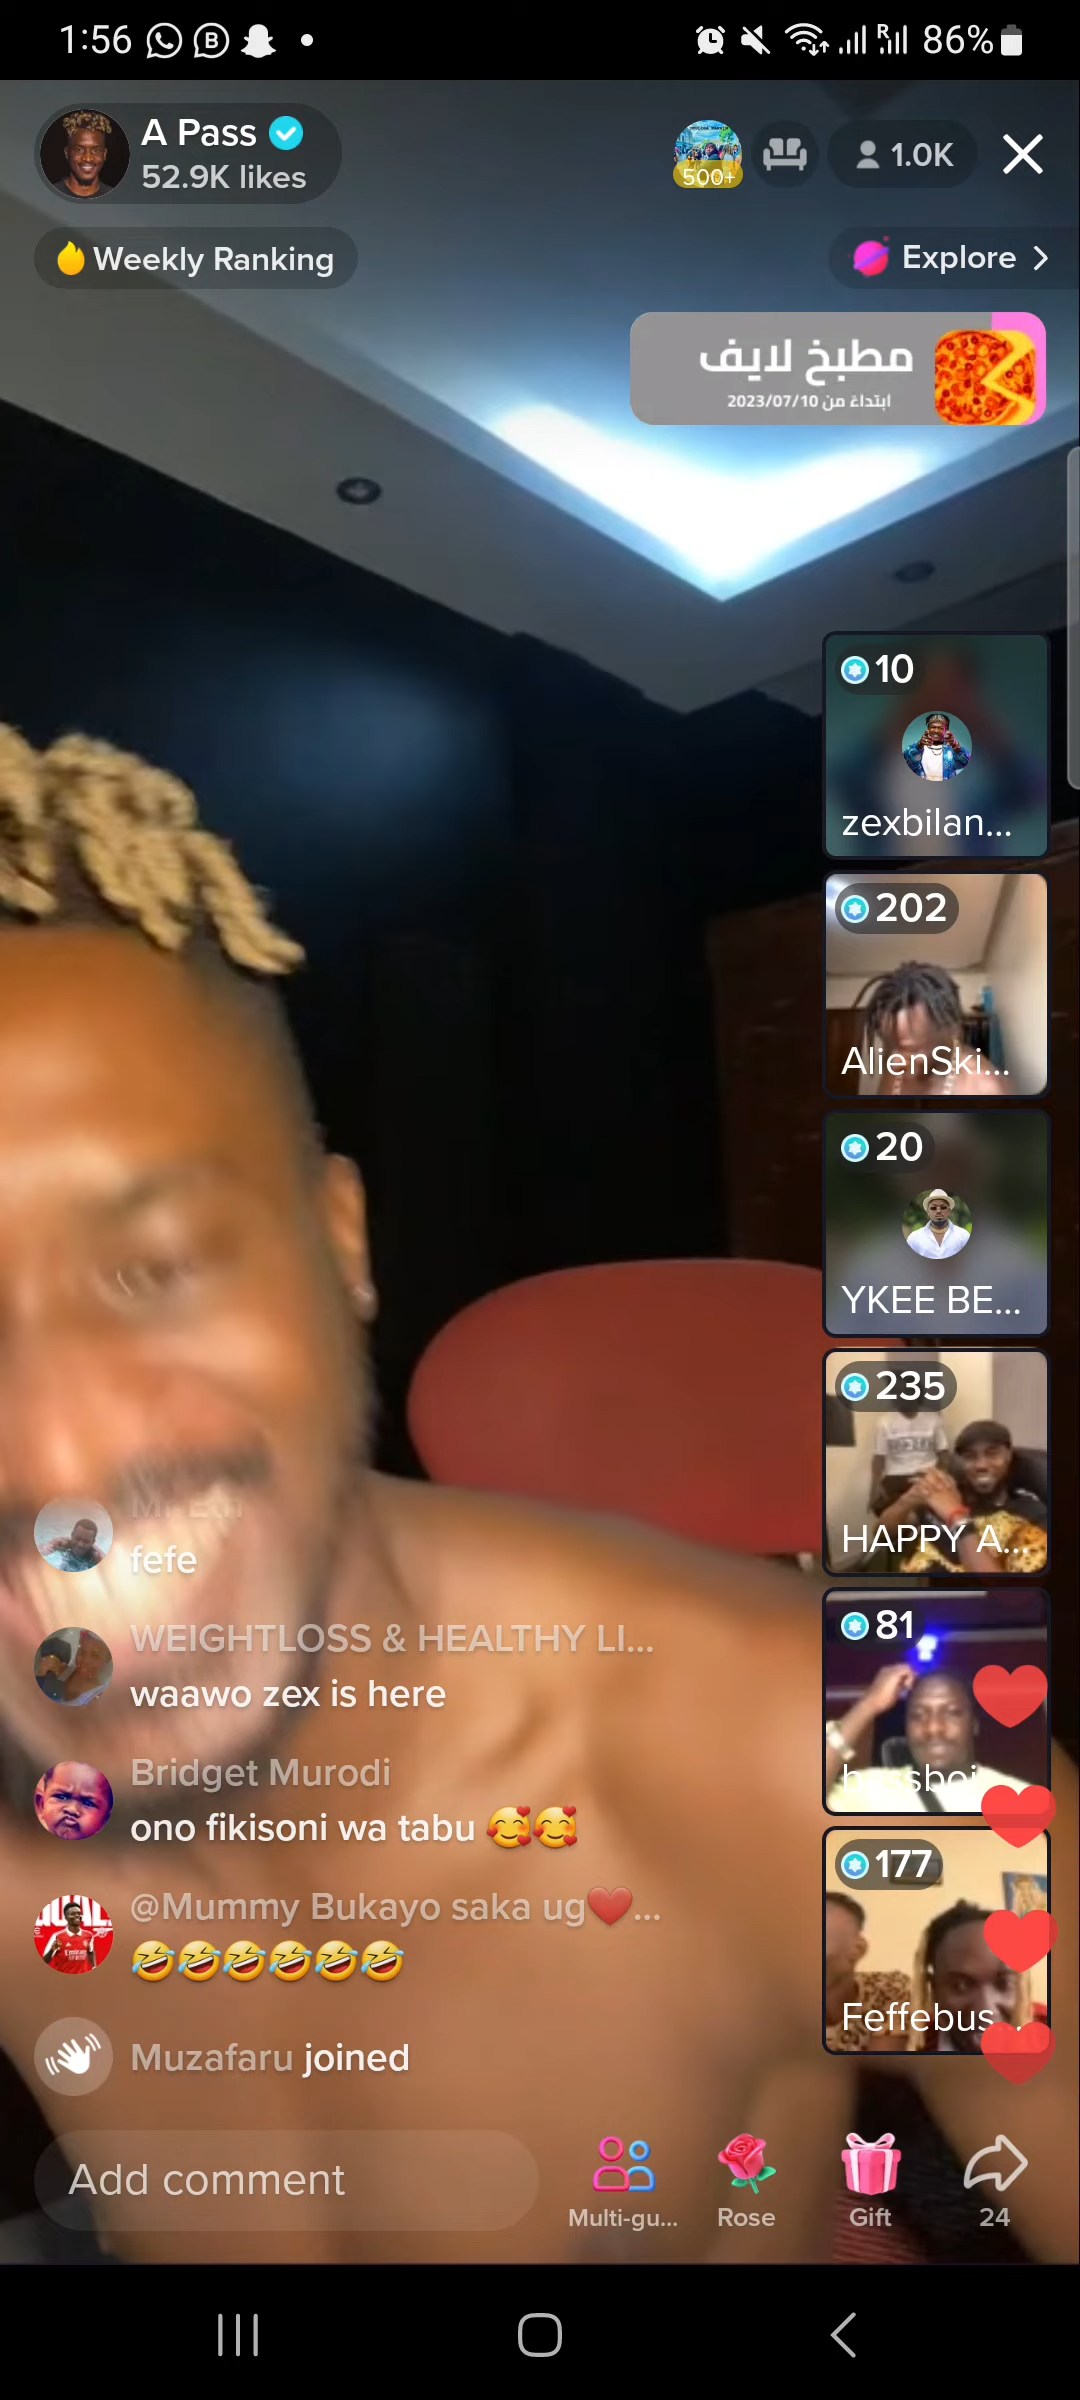 1:56
86%
A Pass
52.9K likes
500+
1.0K
Weekly Ranking
Explore
مطبخ لايف
ابتداءً من 2023/07/10
10
zexbilan...
202
AlienSki...
20
YKEE BE...
235
HAPPY A...
81
177
Feffebus...
fefe
WEIGHTLOSS & HEALTHY LI...
waawo zex is here
Bridget Murodi
ono fikisoni wa tabu 🥰🥰
@Mummy Bukayo saka ug❤️...
🤣🤣🤣🤣🤣🤣
Muzafaru joined
Add comment
Multi-gu...
Rose
Gift
24